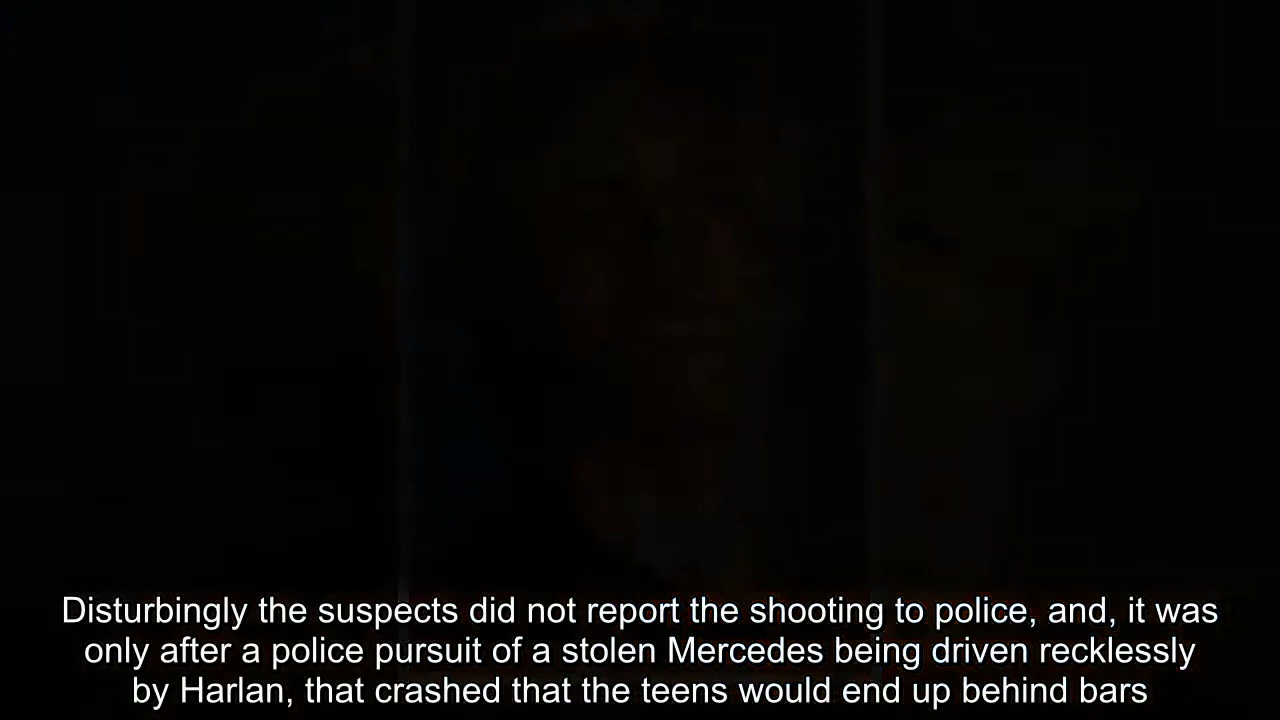 Disturbingly the suspects did not report the shooting to police, and, it was
only after a police pursuit of a stolen Mercedes being driven recklessly
by Harlan, that crashed that the teens would end up behind bars